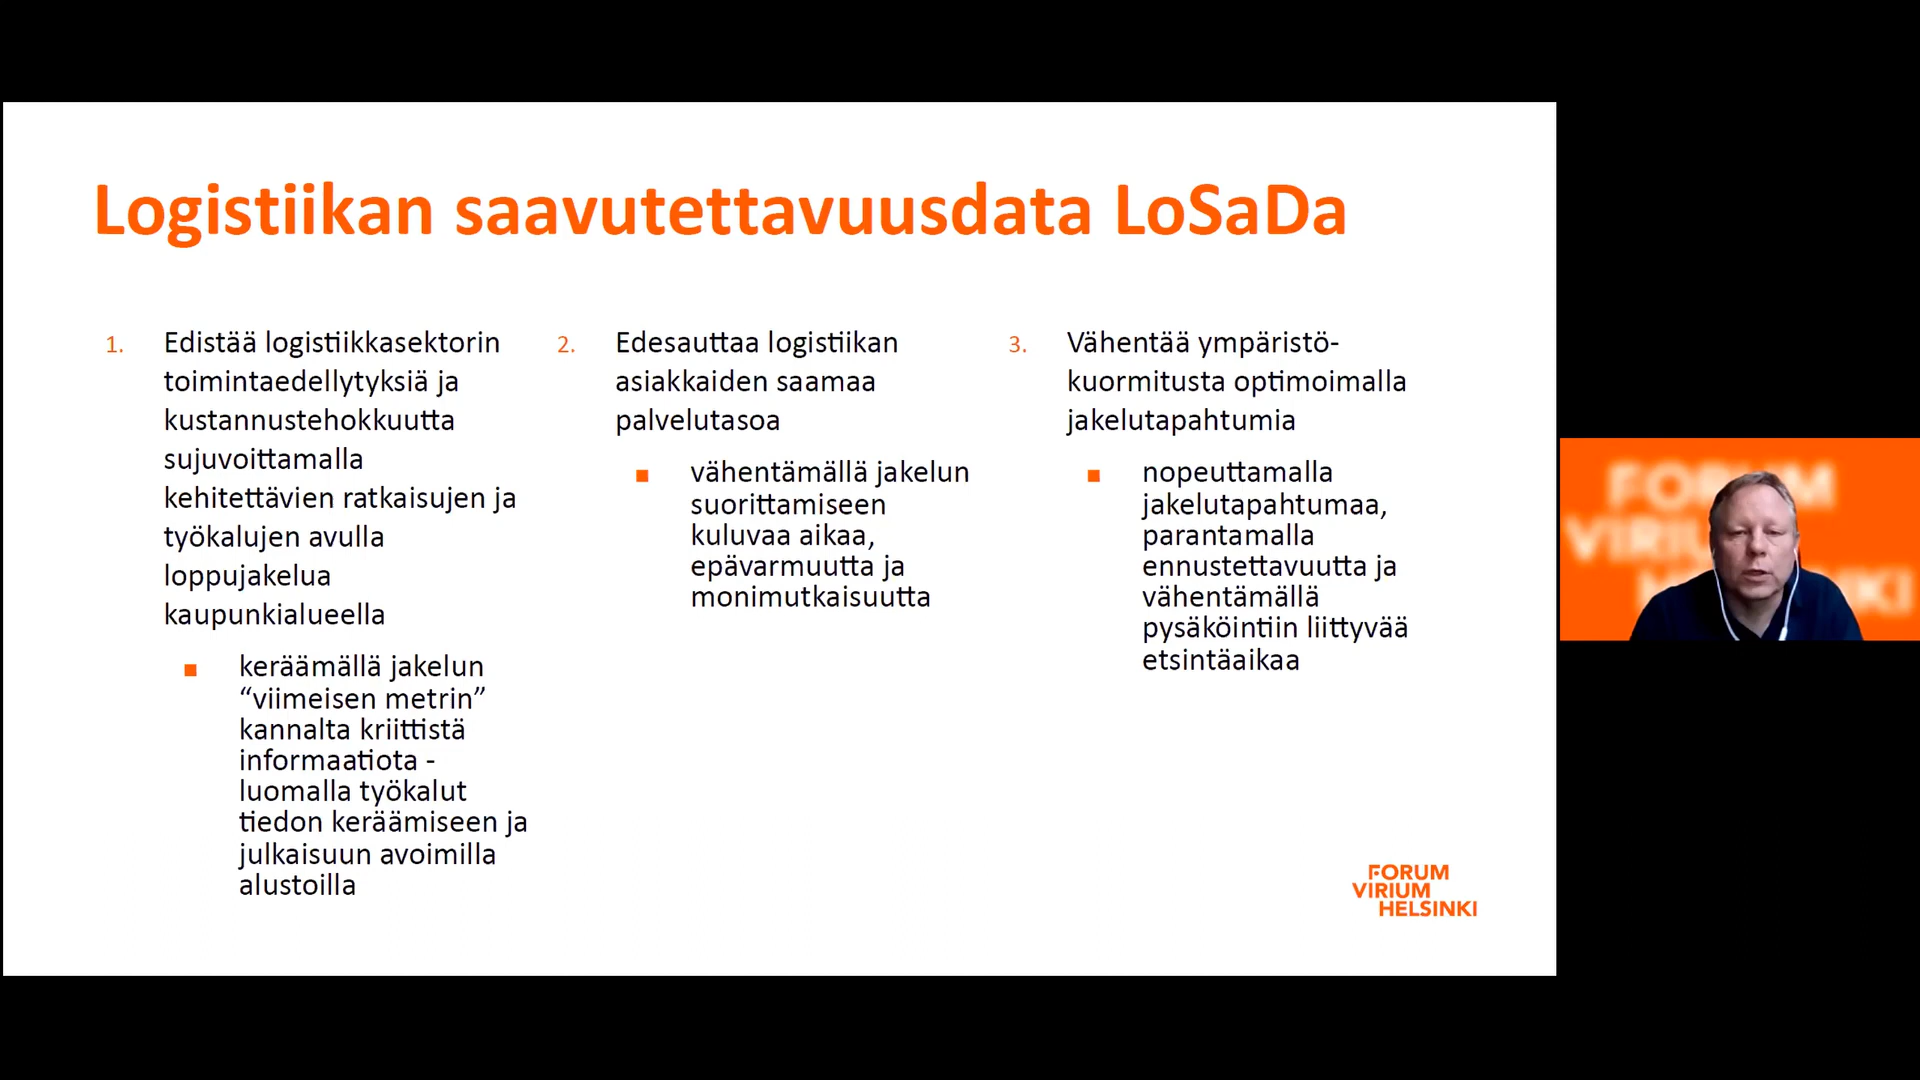 Logistiikan saavutettavuusdata LoSaDa
1. Edistää logistiikkasektorin
toimintaedellytyksiä ja
kustannustehokkuutta
sujuvoittamalla
kehitettävien ratkaisujen ja
työkalujen avulla
loppujakelua
kaupunkialueella
■ keräämällä jakelun
“viimeisen metrin”
kannalta kriittistä
informaatiota -
luomalla työkalut
tiedon keräämiseen ja
julkaisuun avoimilla
alustoilla
2. Edesauttaa logistiikan
asiakkaiden saamaa
palvelutasoa
■ vähentämällä jakelun
suorittamiseen
kuluvaa aikaa,
epävarmuutta ja
monimutkaisuutta
3. Vähentää ympäristö-
kuormitusta optimoimalla
jakelutapahtumia
■ nopeuttamalla
jakelutapahtumaa,
parantamalla
ennustettavuutta ja
vähentämällä
pysäköintiin liittyvää
etsintäaikaa
FORUM
VIRIUM
HELSINKI
FORUM